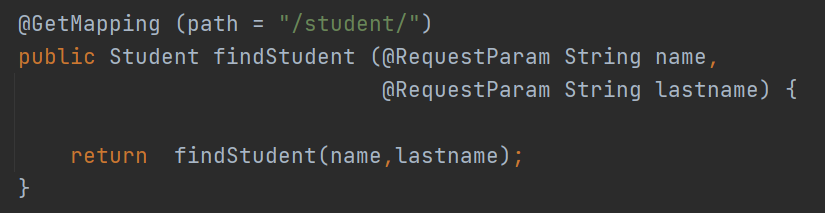 @GetMapping (path = "/student/")
public Student findStudent (@RequestParam String name,
@RequestParam String lastname) {
return  findStudent(name,lastname);
}